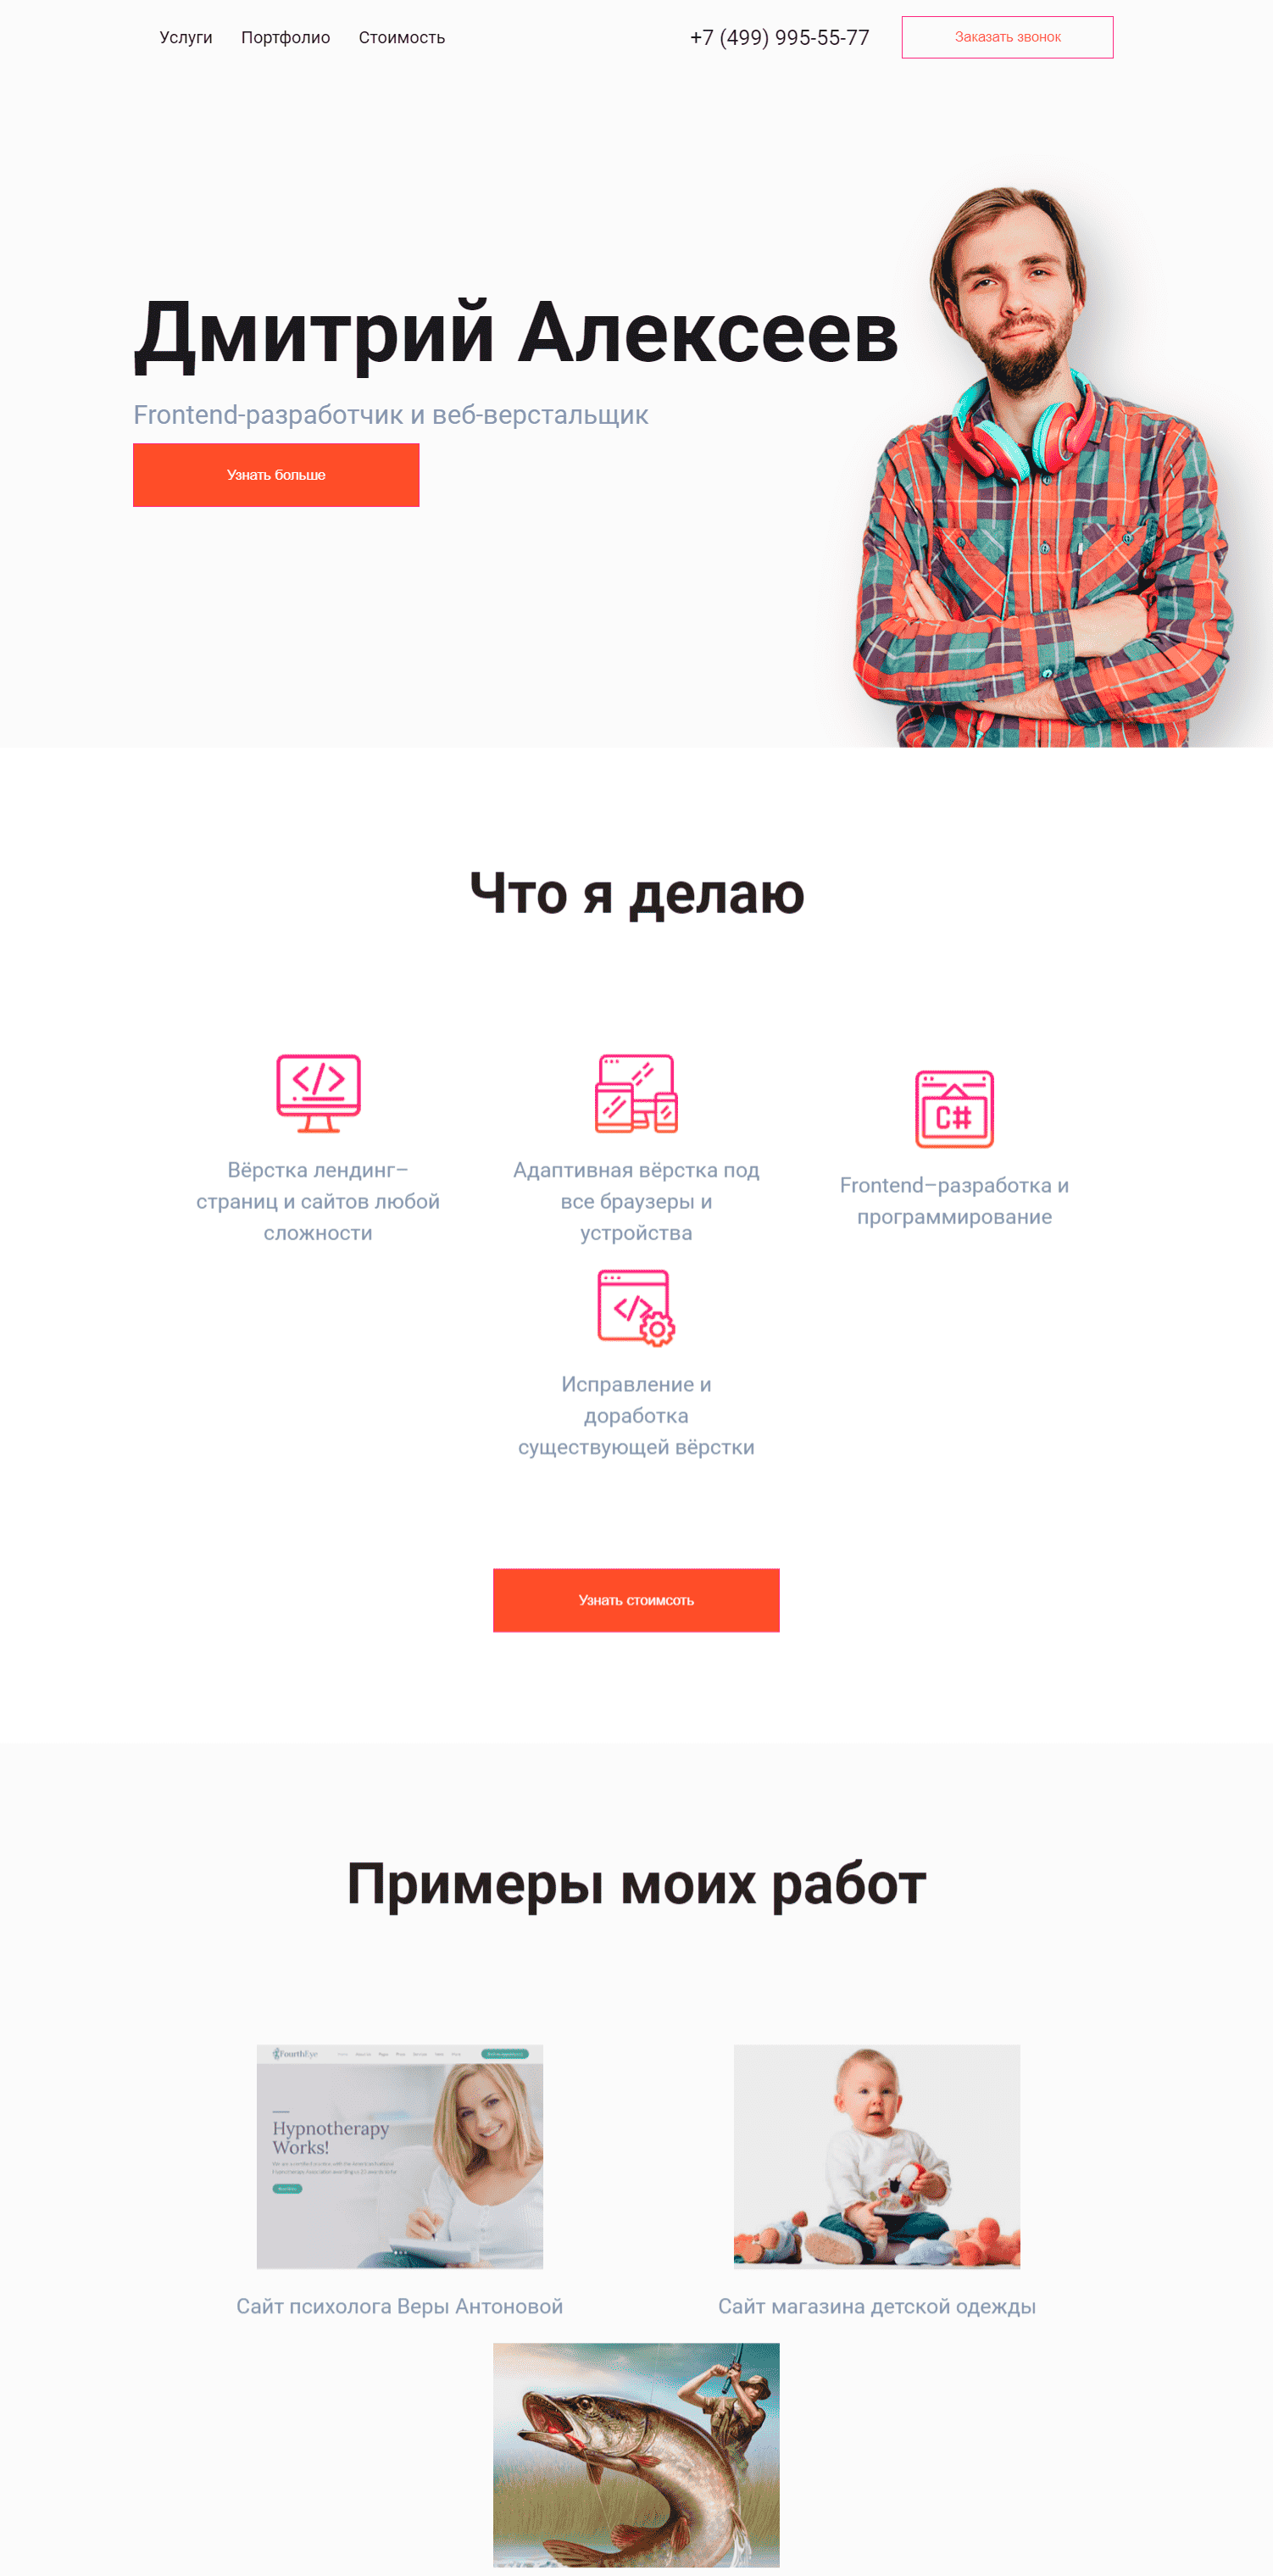 Услуги Портфолио Стоимость +7 (499) 995-55-77 Заказать звонок
Дмитрий Алексеев
Frontend-разработчик и веб-верстальщик
Узнать больше
Что я делаю
Вёрстка лендинг–
страниц и сайтов любой
сложности
Адаптивная вёрстка под
все браузеры и
устройства
C#
Frontend–разработка и
программирование
Исправление и
доработка
существующей вёрстки
Узнать стоимсоть
Примеры моих работ
FourthEye
Hypnotherapy
Works!
Сайт психолога Веры Антоновой
Сайт магазина детской одежды